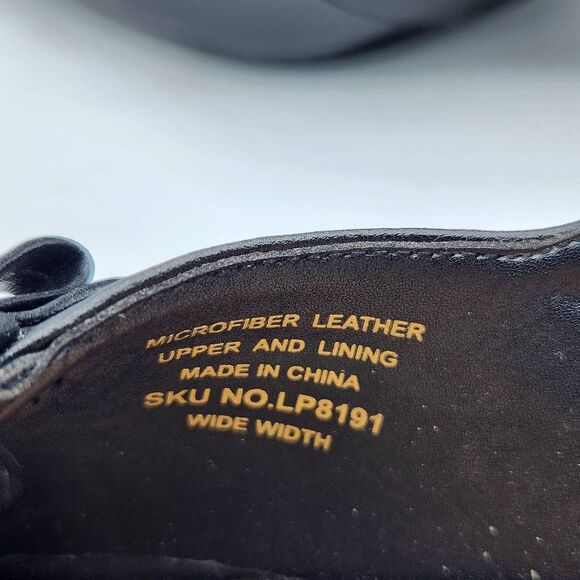 MICROFIBER LEATHER
UPPER AND LINING
MADE IN CHINA
SKU NO.LP8191
WIDE WIDTH